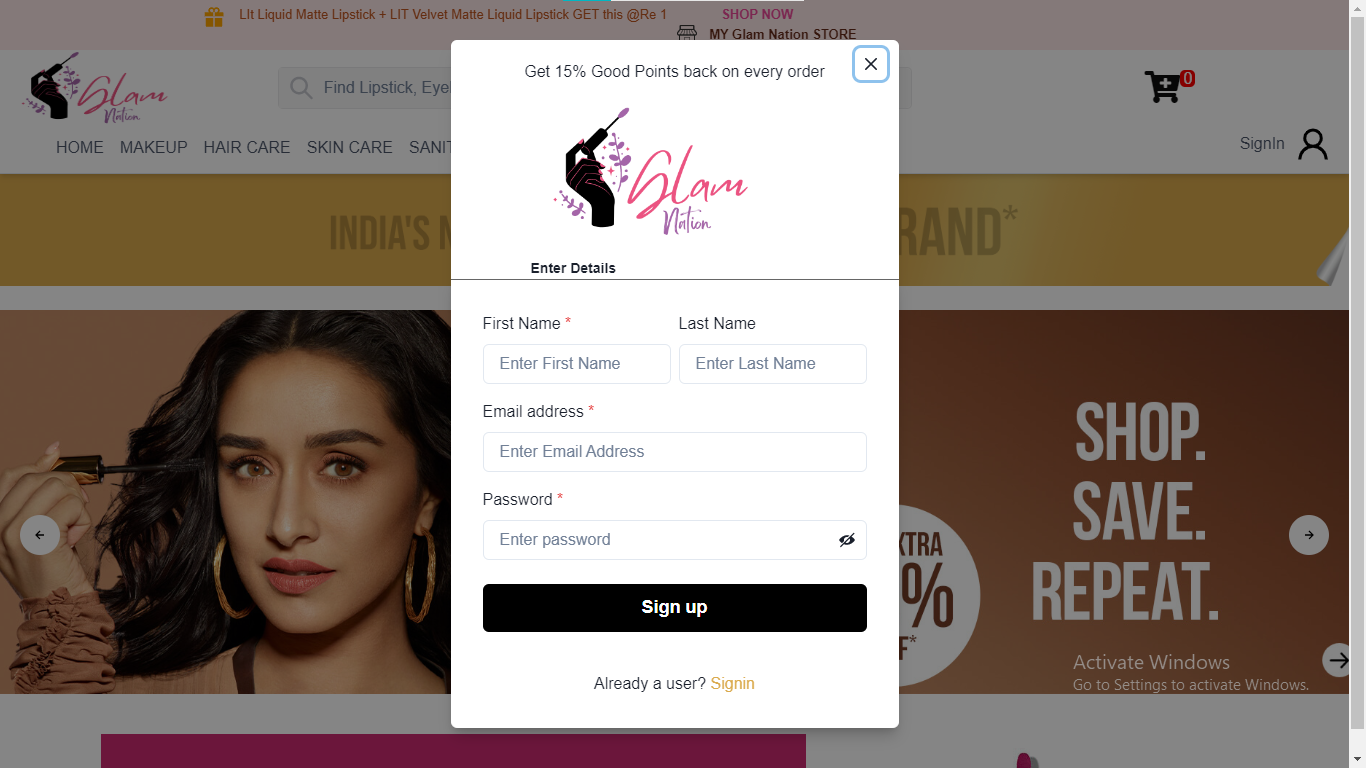 LIt Liquid Matte Lipstick + LIT Velvet Matte Liquid Lipstick GET this @Re 1
SHOP NOW
MY Glam Nation STORE
Get 15% Good Points back on every order
Glam
Nation
Find Lipstick, Eyel
0
HOME MAKEUP HAIR CARE SKIN CARE SANIT
SignIn
Glam
Nation
INDIA'S N
RAND*
Enter Details
First Name *
Last Name
Enter First Name
Enter Last Name
Email address *
Enter Email Address
Password *
Enter password
Sign up
Already a user? Signin
XTRA
%
F*
SHOP.
SAVE.
REPEAT.
Activate Windows
Go to Settings to activate Windows.